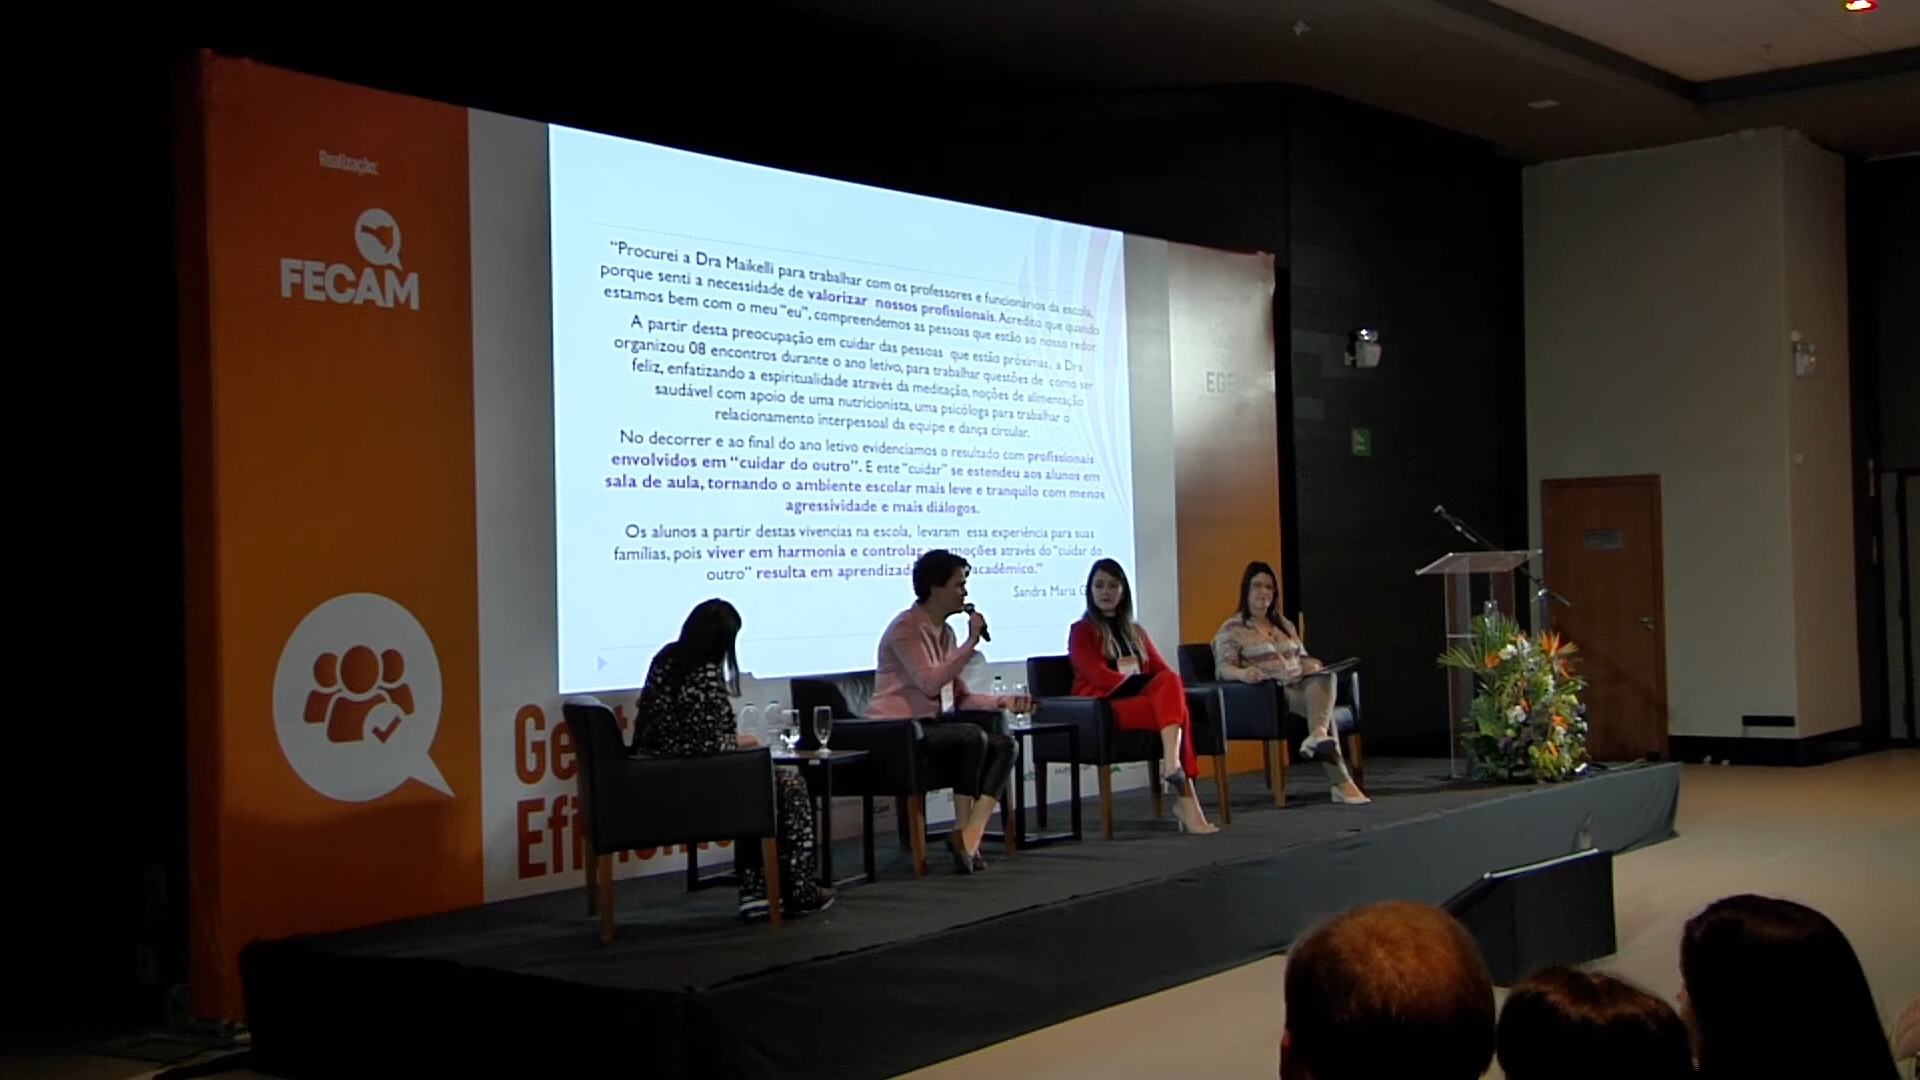 Realização:
FECAM
“Procurei a Dra Maikelli para trabalhar com os professores e funcionários da escola,
porque senti a necessidade de valorizar nossos profissionais. Acredito que quando
estamos bem com o meu “eu”, compreendemos as pessoas que estão ao nosso redor.
A partir desta preocupação em cuidar das pessoas que estão próximas, a Dra
organizou 08 encontros durante o ano letivo, para trabalhar questões de como ser
feliz, enfatizando a espiritualidade através da meditação, noções de alimentação
saudável com apoio de uma nutricionista, uma psicóloga para trabalhar o
relacionamento interpessoal da equipe e dança circular.
No decorrer e ao final do ano letivo evidenciamos o resultado com profissionais
envolvidos em “cuidar do outro”. E este “cuidar” se estendeu aos alunos em
sala de aula, tornando o ambiente escolar mais leve e tranquilo com menos
agressividade e mais diálogos.
Os alunos a partir destas vivencias na escola, levaram essa experiência para suas
famílias, pois viver em harmonia e controlar emoções através do “cuidar do
outro” resulta em aprendizado acadêmico.”
Sandra Maria